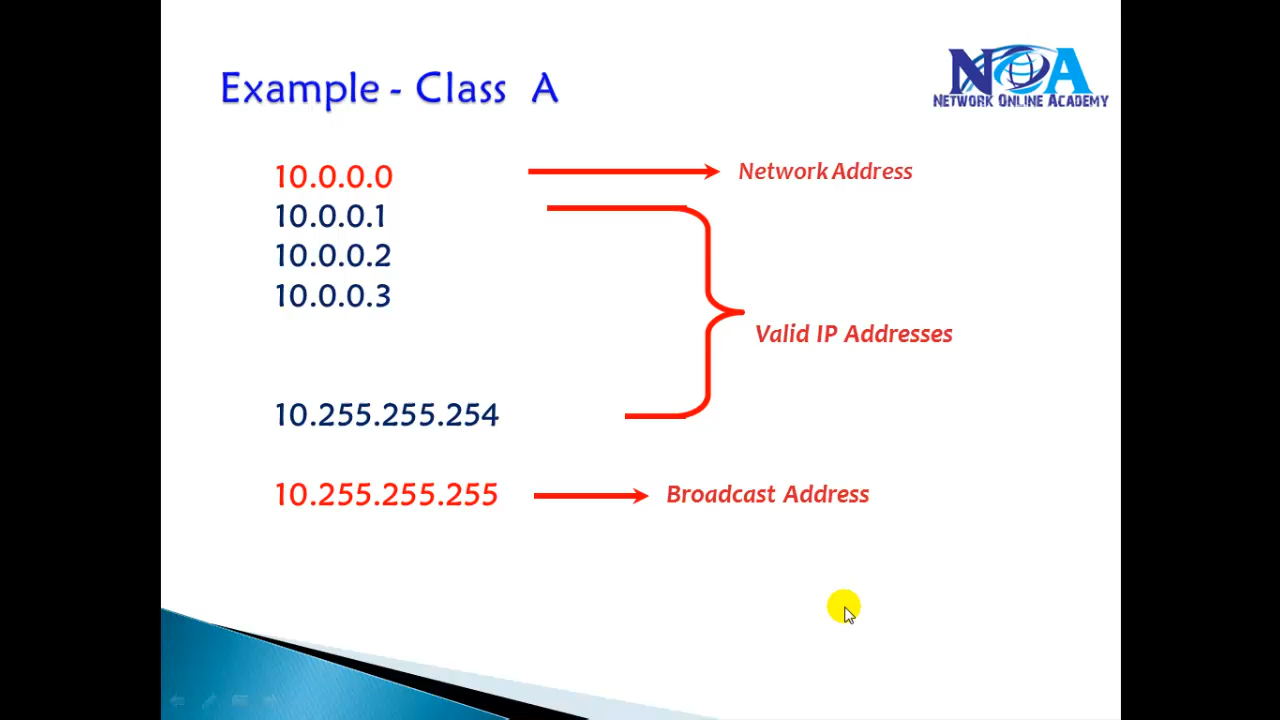 Example - Class A
NOA
NETWORK ONLINE ACADEMY
10.0.0.0
Network Address
10.0.0.1
10.0.0.2
10.0.0.3
Valid IP Addresses
10.255.255.254
10.255.255.255
Broadcast Address